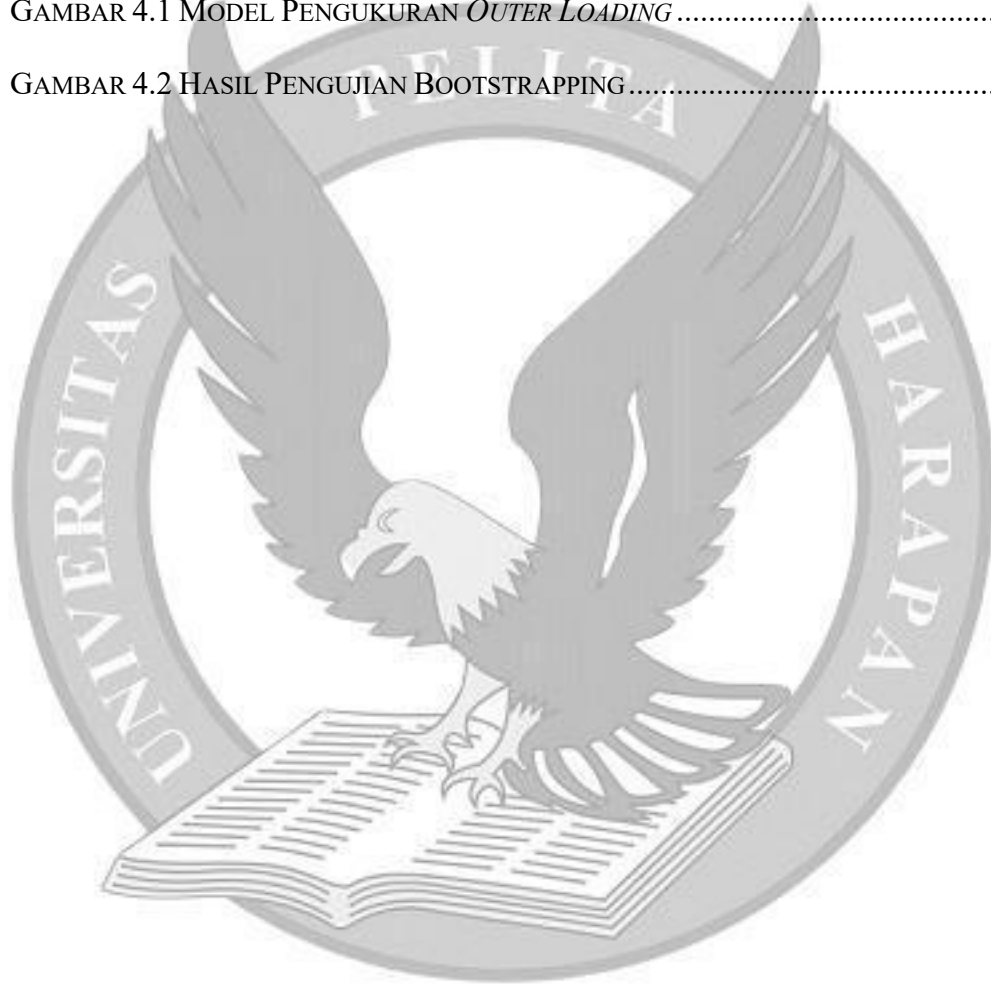 GAMBAR 4.1 MODEL PENGUKURAN OUTER LOADING ........................................
GAMBAR 4.2 HASIL PENGUJIAN BOOTSTRAPPING .............................................
UNIVERSITAS PELITA HARAPAN